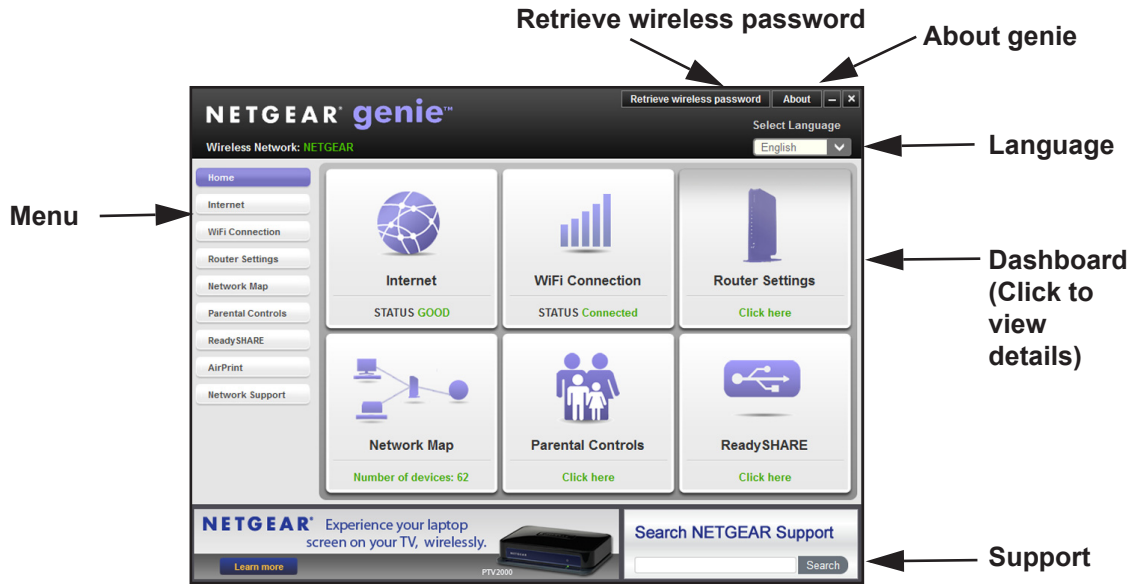 Retrieve wireless password
About genie
NETGEAR® genie™
Retrieve wireless password
About
Select Language
Wireless Network: NETGEAR
English
Language
Menu
Home
Internet
WiFi Connection
Router Settings
Network Map
Parental Controls
ReadySHARE
AirPrint
Network Support
Internet
STATUS GOOD
WiFi Connection
STATUS Connected
Router Settings
Click here
Dashboard
(Click to
view
details)
Network Map
Number of devices: 62
Parental Controls
Click here
ReadySHARE
Click here
NETGEAR® Experience your laptop
screen on your TV, wirelessly.
Learn more
NETGEAR
PTV2000
Search NETGEAR Support
Search
Support